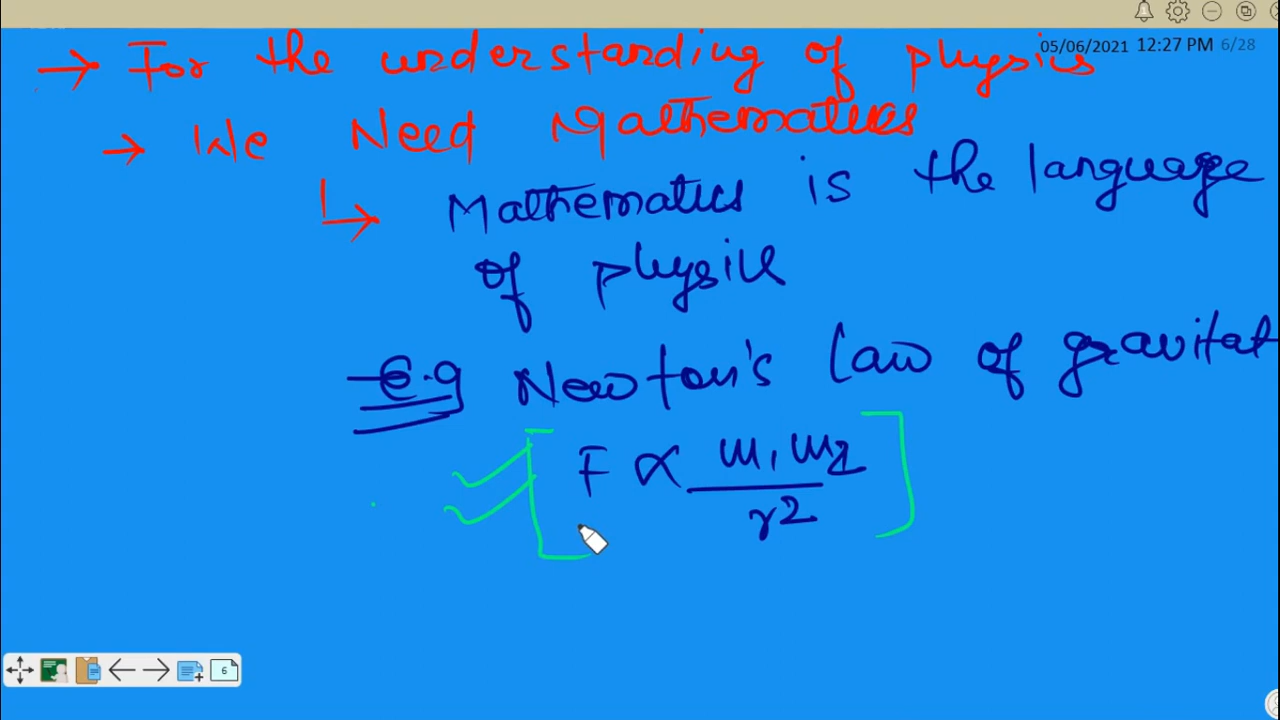 → For the understanding of physics
05/06/2021 12:27 PM 6/28
→ We Need Mathematics
↳ Mathematics is the language
of physics
E.g Newton's law of gravitat
F ∝ m₁m₂/r²
6